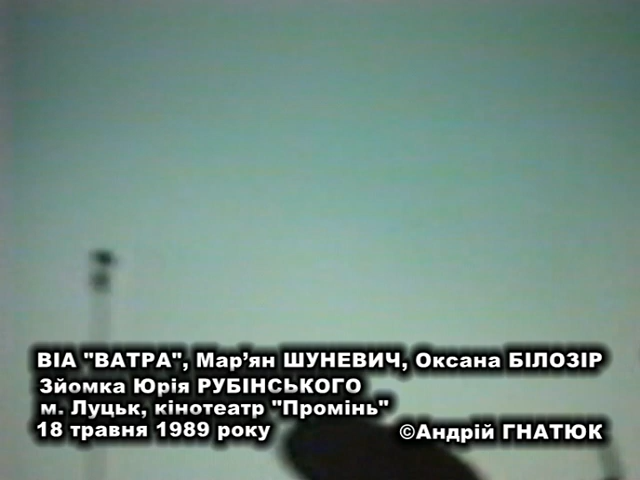 ВІА "ВАТРА", Мар’ян ШУНЕВИЧ, Оксана БІЛОЗІР
Зйомка Юрія РУБІНСЬКОГО
м. Луцьк, кінотеатр "Промінь"
18 травня 1989 року
©Андрій ГНАТЮК